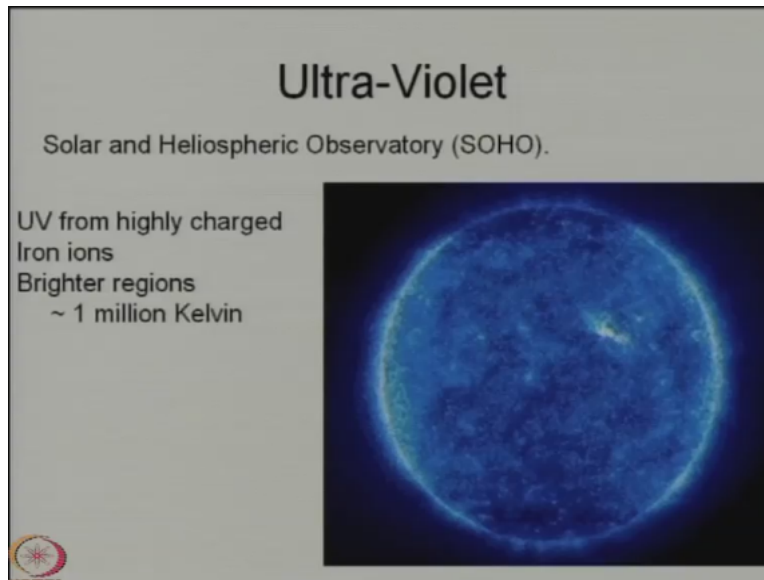 Ultra-Violet
Solar and Heliospheric Observatory (SOHO).
UV from highly charged
Iron ions
Brighter regions
~ 1 million Kelvin